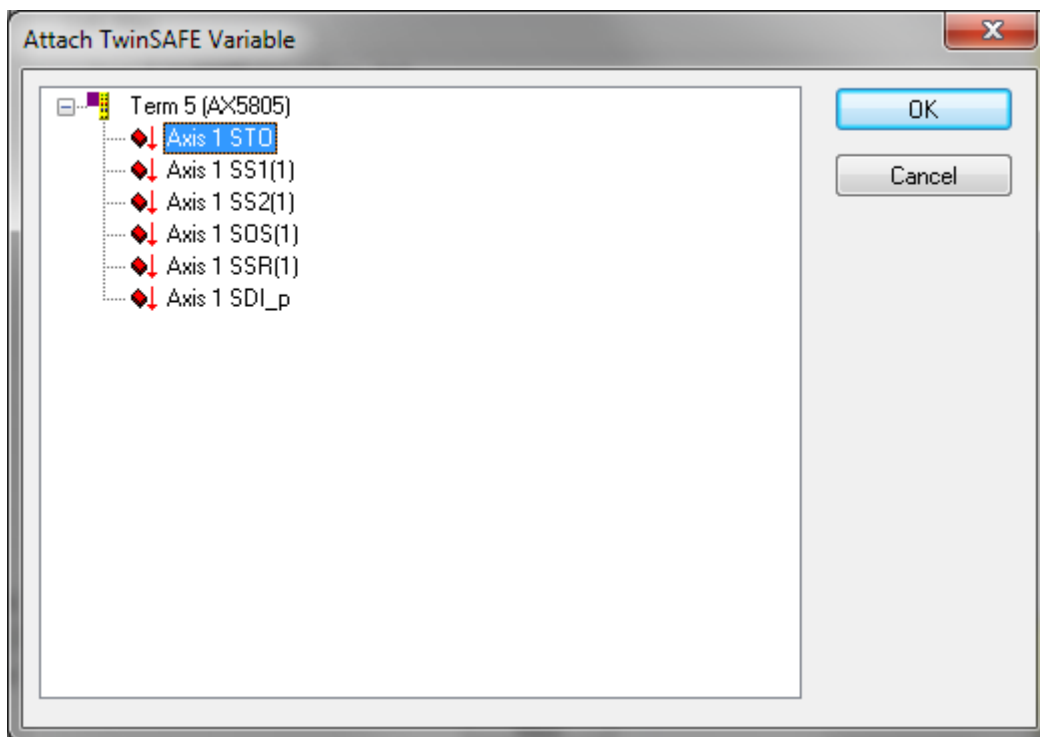 Attach TwinSAFE Variable
Term 5 (AX5805)
Axis 1 STO
Axis 1 SS1(1)
Axis 1 SS2(1)
Axis 1 SOS(1)
Axis 1 SSR(1)
Axis 1 SDI_p
OK
Cancel